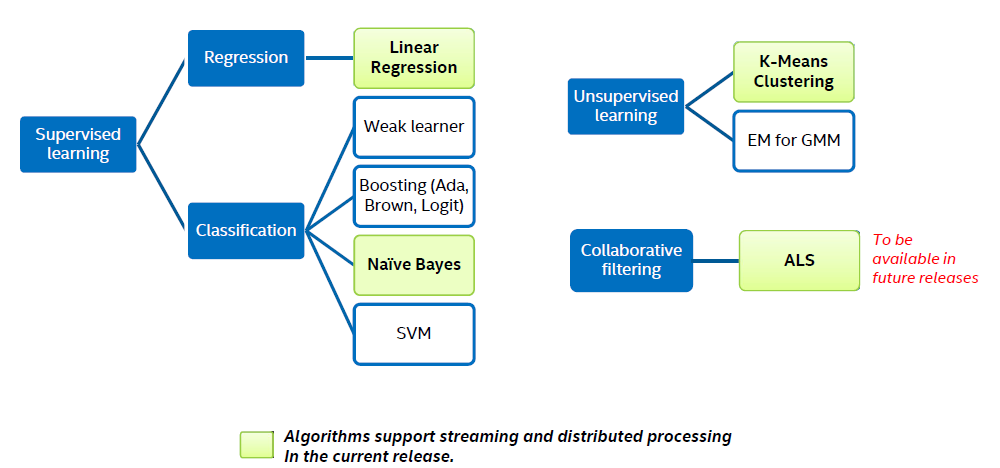 Supervised
learning
Regression
Linear
Regression
Classification
Weak learner
Boosting (Ada,
Brown, Logit)
Naïve Bayes
SVM
Unsupervised
learning
K-Means
Clustering
EM for GMM
Collaborative
filtering
ALS
To be
available in
future releases
Algorithms support streaming and distributed processing
In the current release.